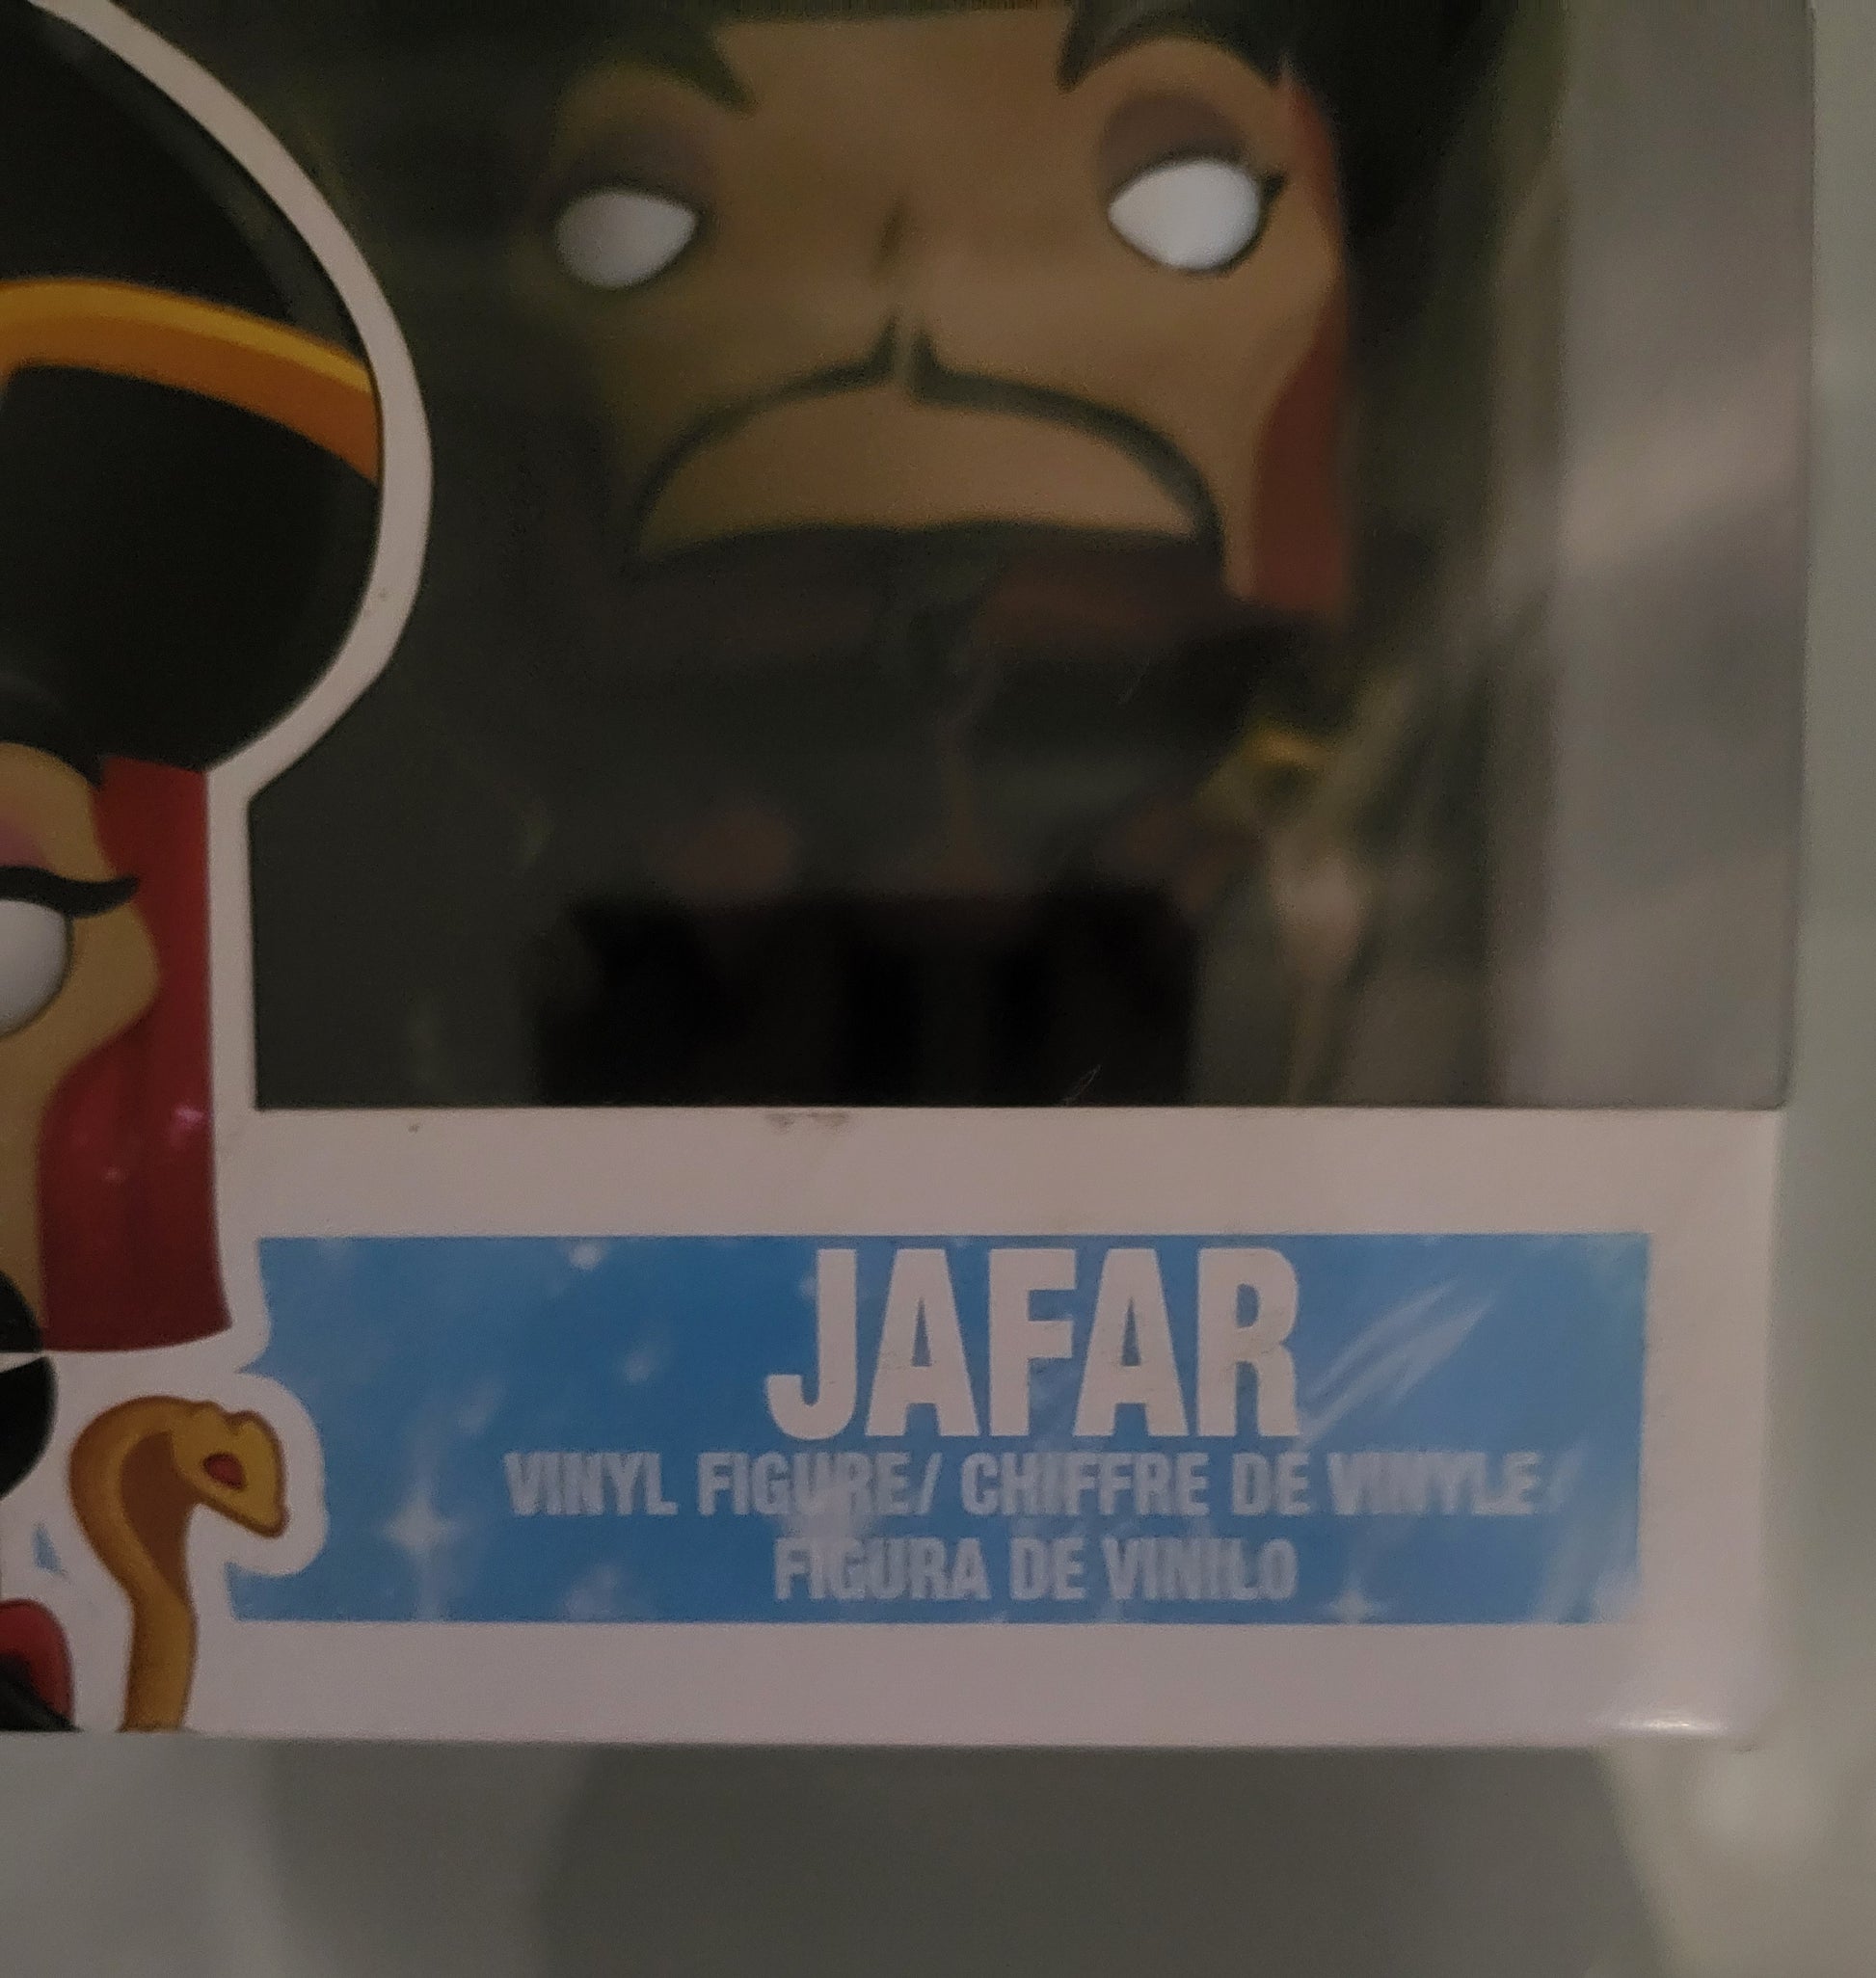 JAFAR
VINYL FIGURE/ CHIFFRE DE VINYLE/
FIGURA DE VINILO